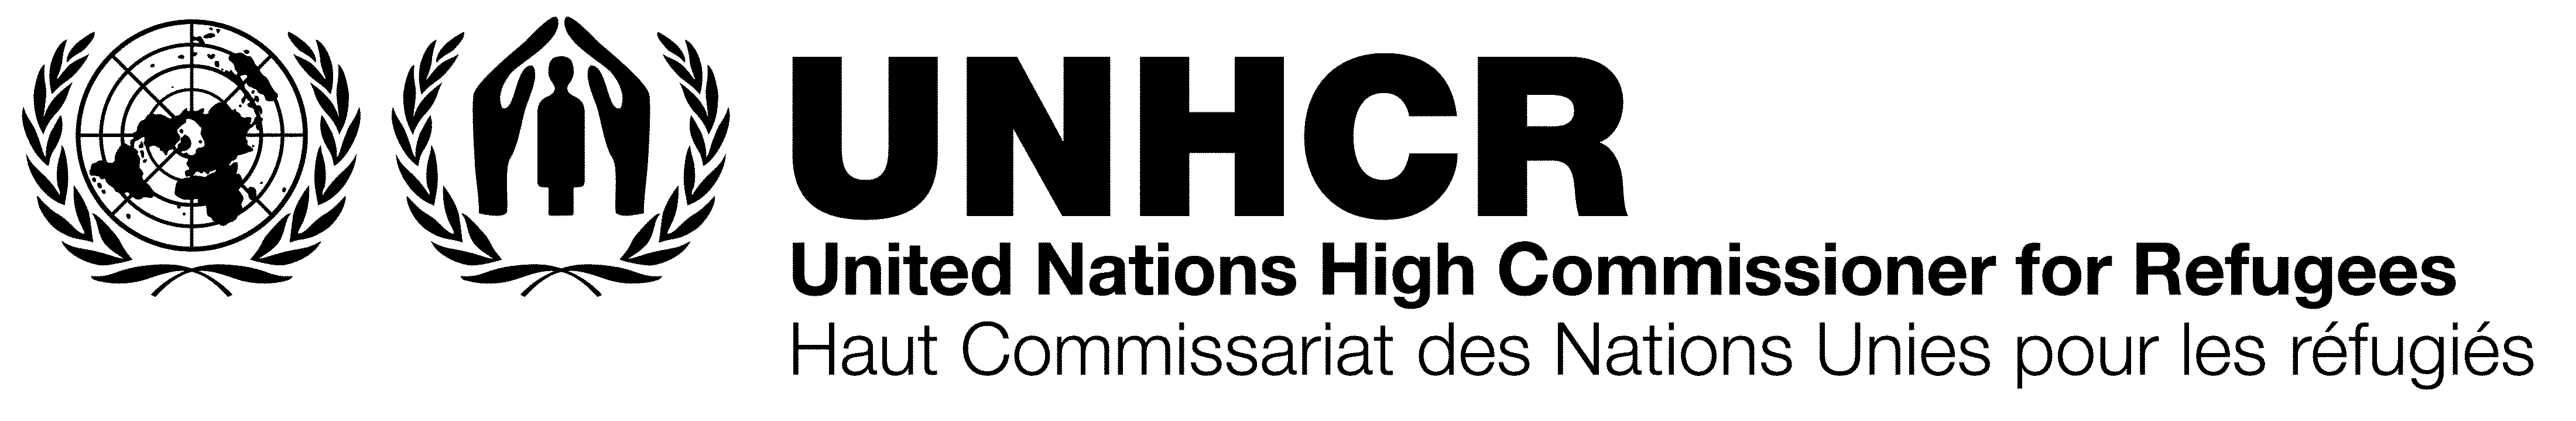 UNHCR
United Nations High Commissioner for Refugees
Haut Commissariat des Nations Unies pour les réfugiés